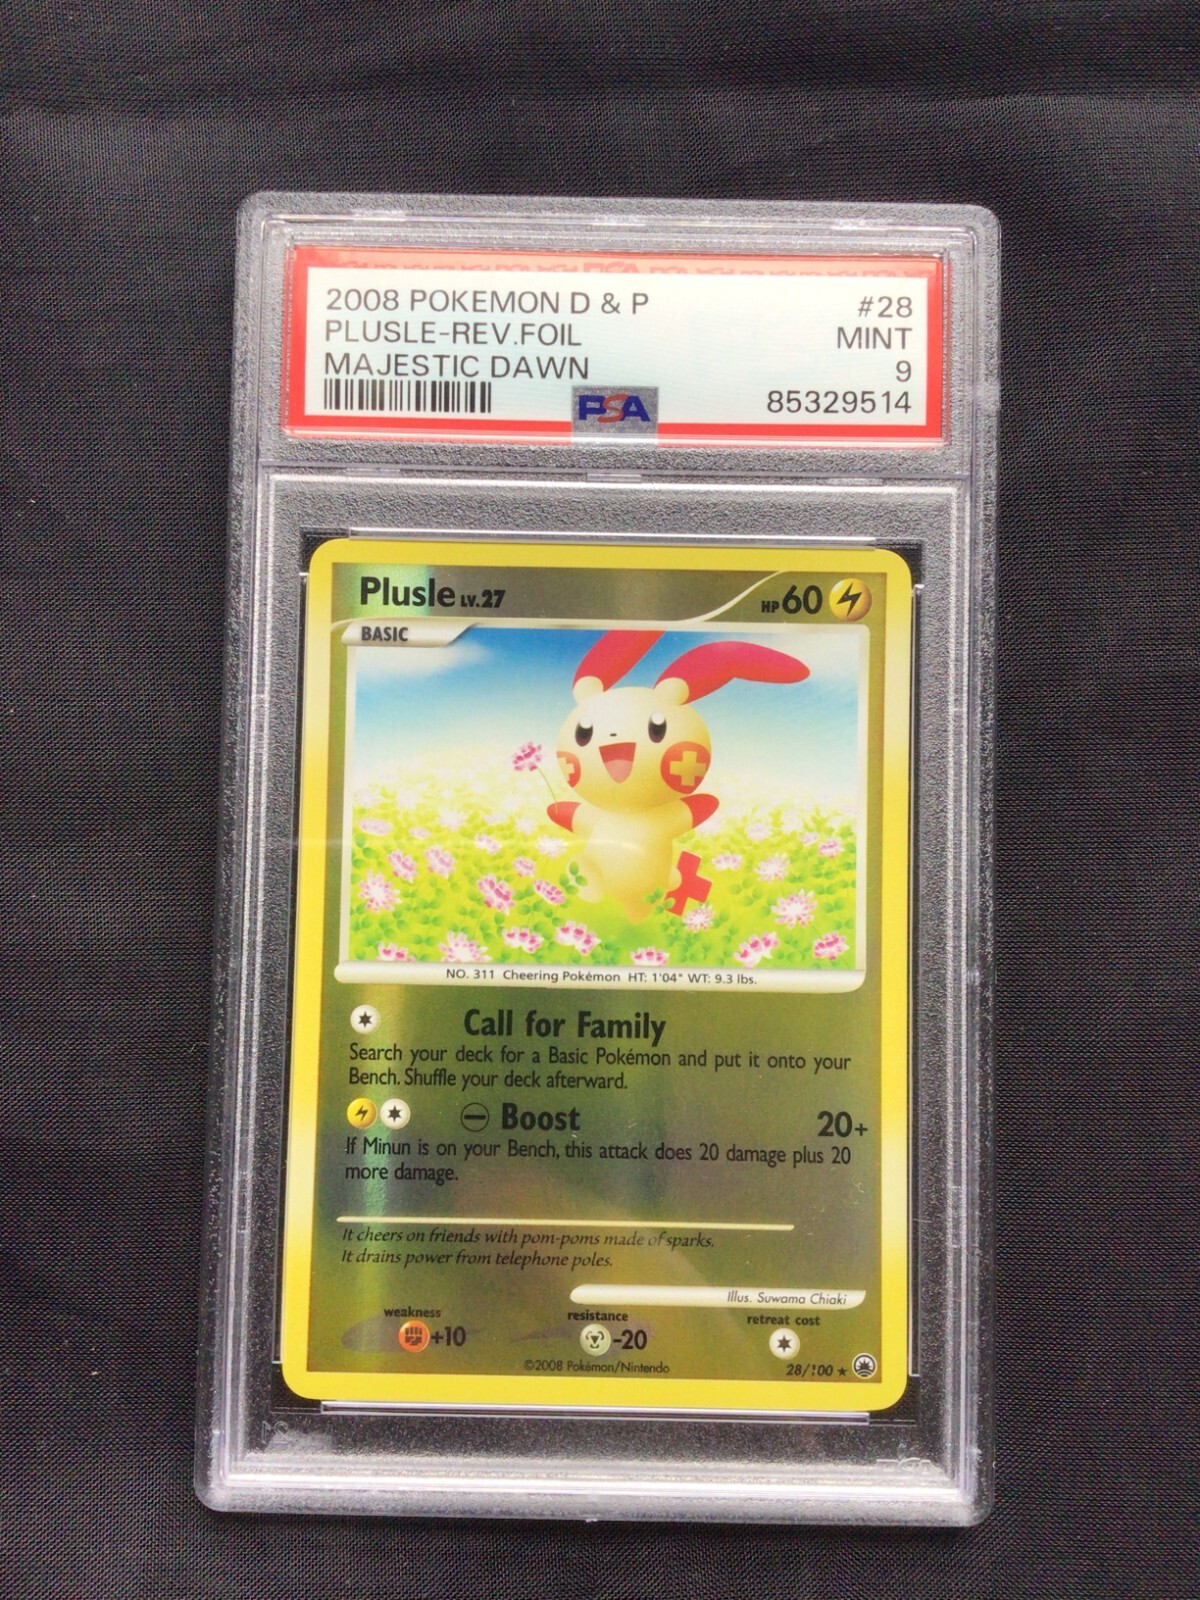 2008 POKEMON D & P #28
PLUSLE-REV.FOIL MINT
MAJESTIC DAWN 9
PSA 85329514
Plusle LV.27 HP 60
BASIC
NO. 311 Cheering Pokémon HT: 1'04" WT: 9.3 lbs.
Call for Family
Search your deck for a Basic Pokémon and put it onto your
Bench. Shuffle your deck afterward.
Boost 20+
If Minun is on your Bench, this attack does 20 damage plus 20
more damage.
It cheers on friends with pom-poms made of sparks.
It drains power from telephone poles.
Illus. Suwama Chiaki
weakness resistance retreat cost
+10 -20
©2008 Pokémon/Nintendo 28/100 ★